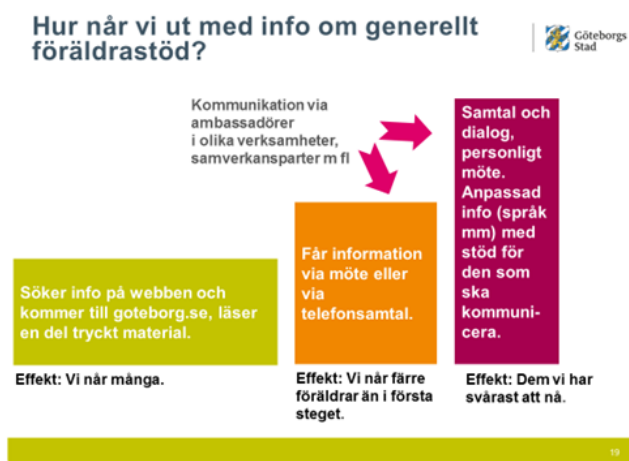 Hur når vi ut med info om generellt
föräldrastöd?
Göteborgs
Stad
Kommunikation via
ambassadörer
i olika verksamheter,
samverkansparter m fl
Samtal och
dialog,
personligt
möte.
Anpassad
info (språk
mm) med
stöd för
den som
ska
kommuni-
cera.
Får information
via möte eller
via
telefonsamtal.
Söker info på webben och
kommer till goteborg.se, läser
en del tryckt material.
Effekt: Vi når många.
Effekt: Vi når färre
föräldrar än i första
steget.
Effekt: Dem vi har
svårast att nå.
19